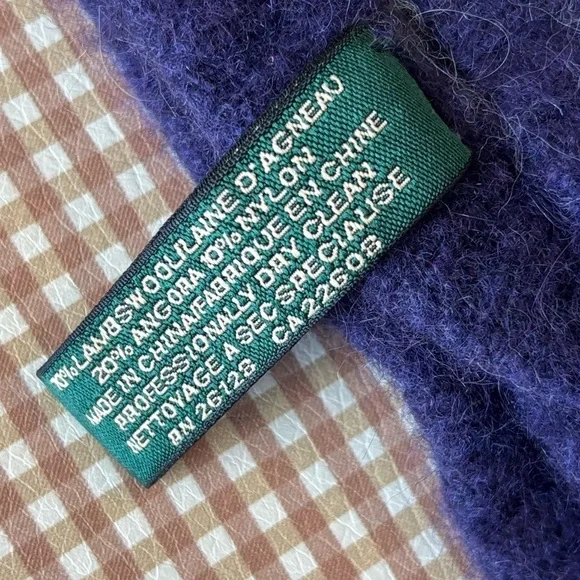 70% LAMBSWOOL/LAINE D'AGNEAU
20% ANGORA 10% NYLON
MADE IN CHINA/FABRIQUE EN CHINE
PROFESSIONALLY DRY CLEAN
NETTOYAGE A SEC SPECIALISE
RN 26128 CA 22608